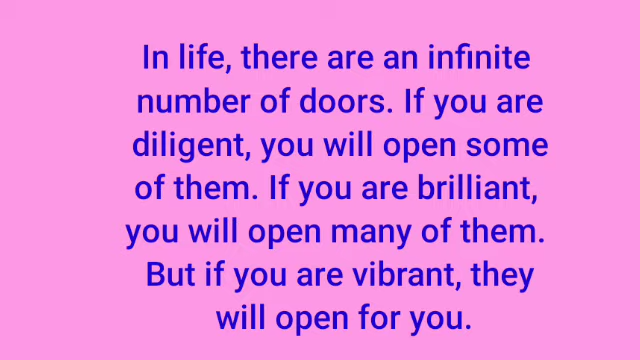 In life, there are an infinite
number of doors. If you are
diligent, you will open some
of them. If you are brilliant,
you will open many of them.
But if you are vibrant, they
will open for you.